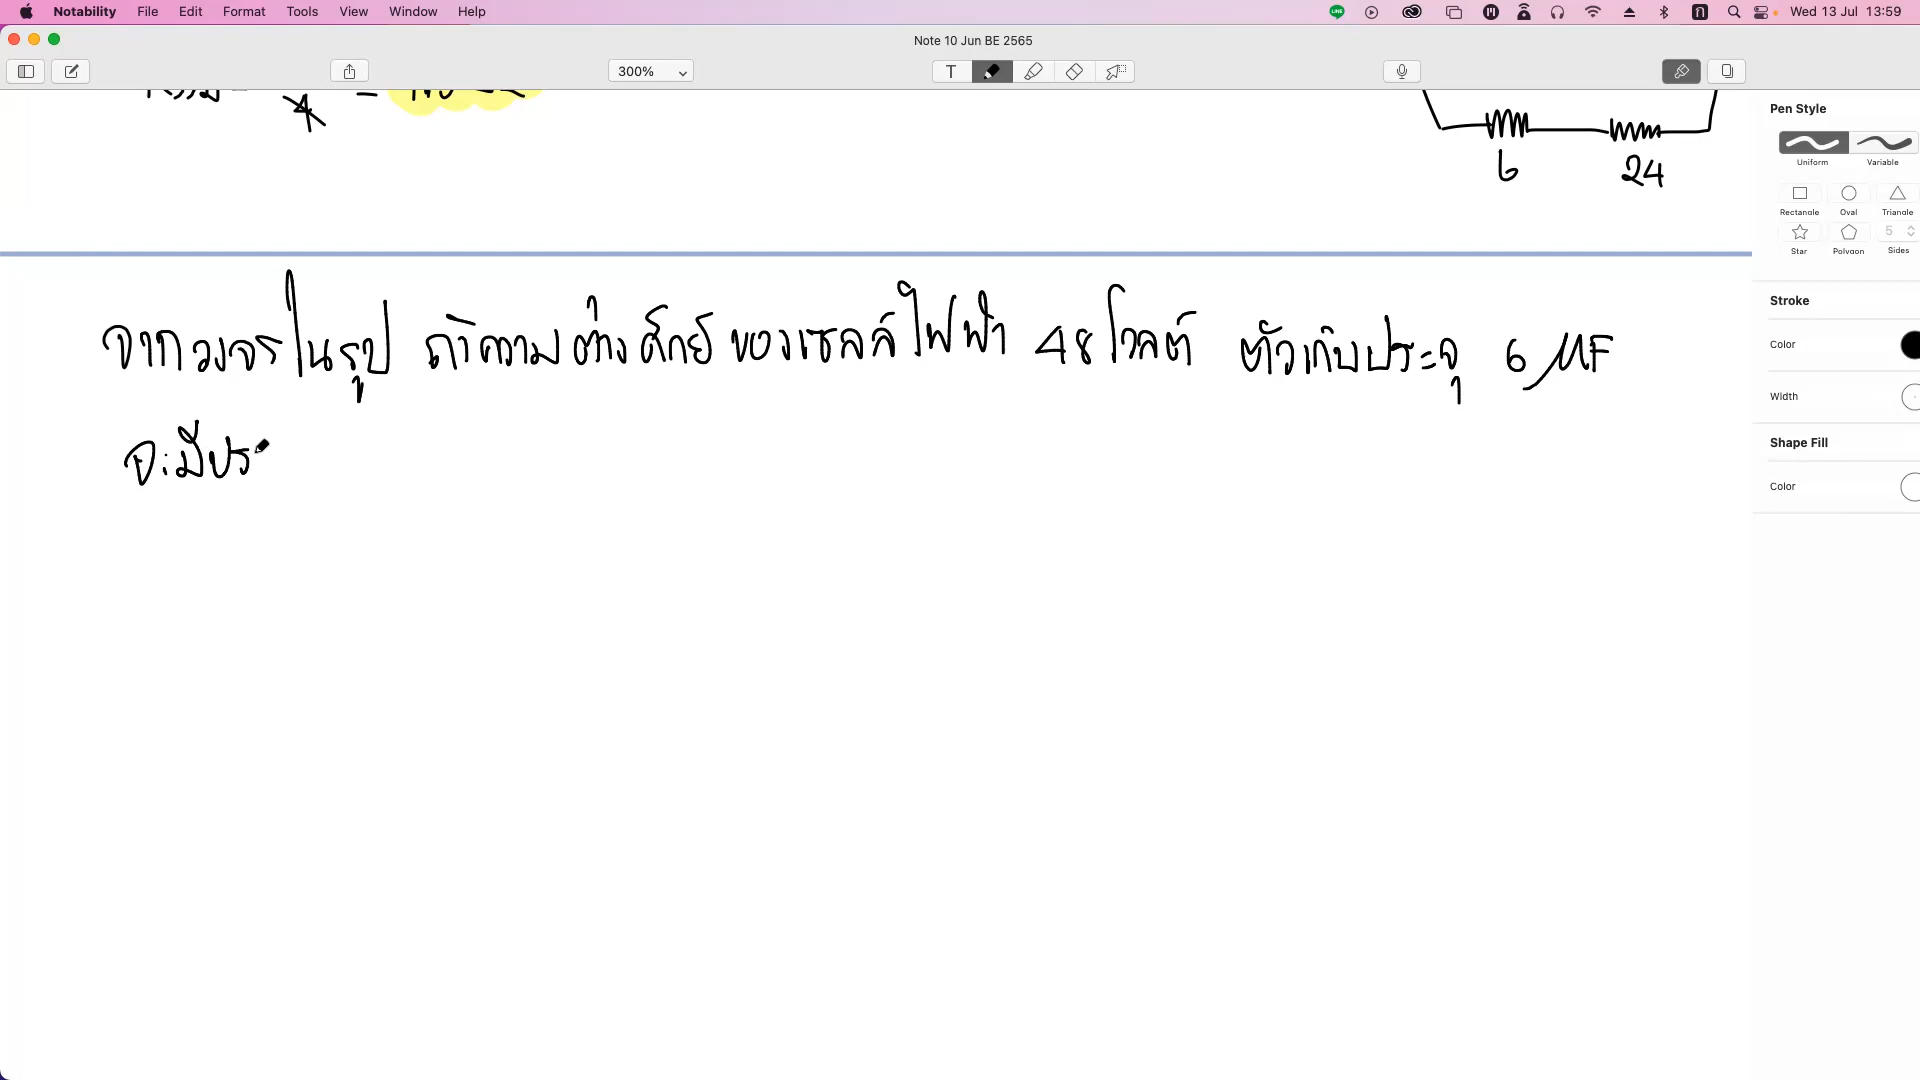 Notability File Edit Format Tools View Window Help Wed 13 Jul 13:59
Note 10 Jun BE 2565
300% T
Pen Style
Uniform Variable
Rectangle Oval Triangle
5
Star Polygon Sides
Stroke
Color
Width
Shape Fill
Color
6 24
จากวงจรในรูป ถ้าความต่างศักย์ของเซลล์ไฟฟ้า 48 โวลต์ ตัวเก็บประจุ 6 μF
จะมีประ